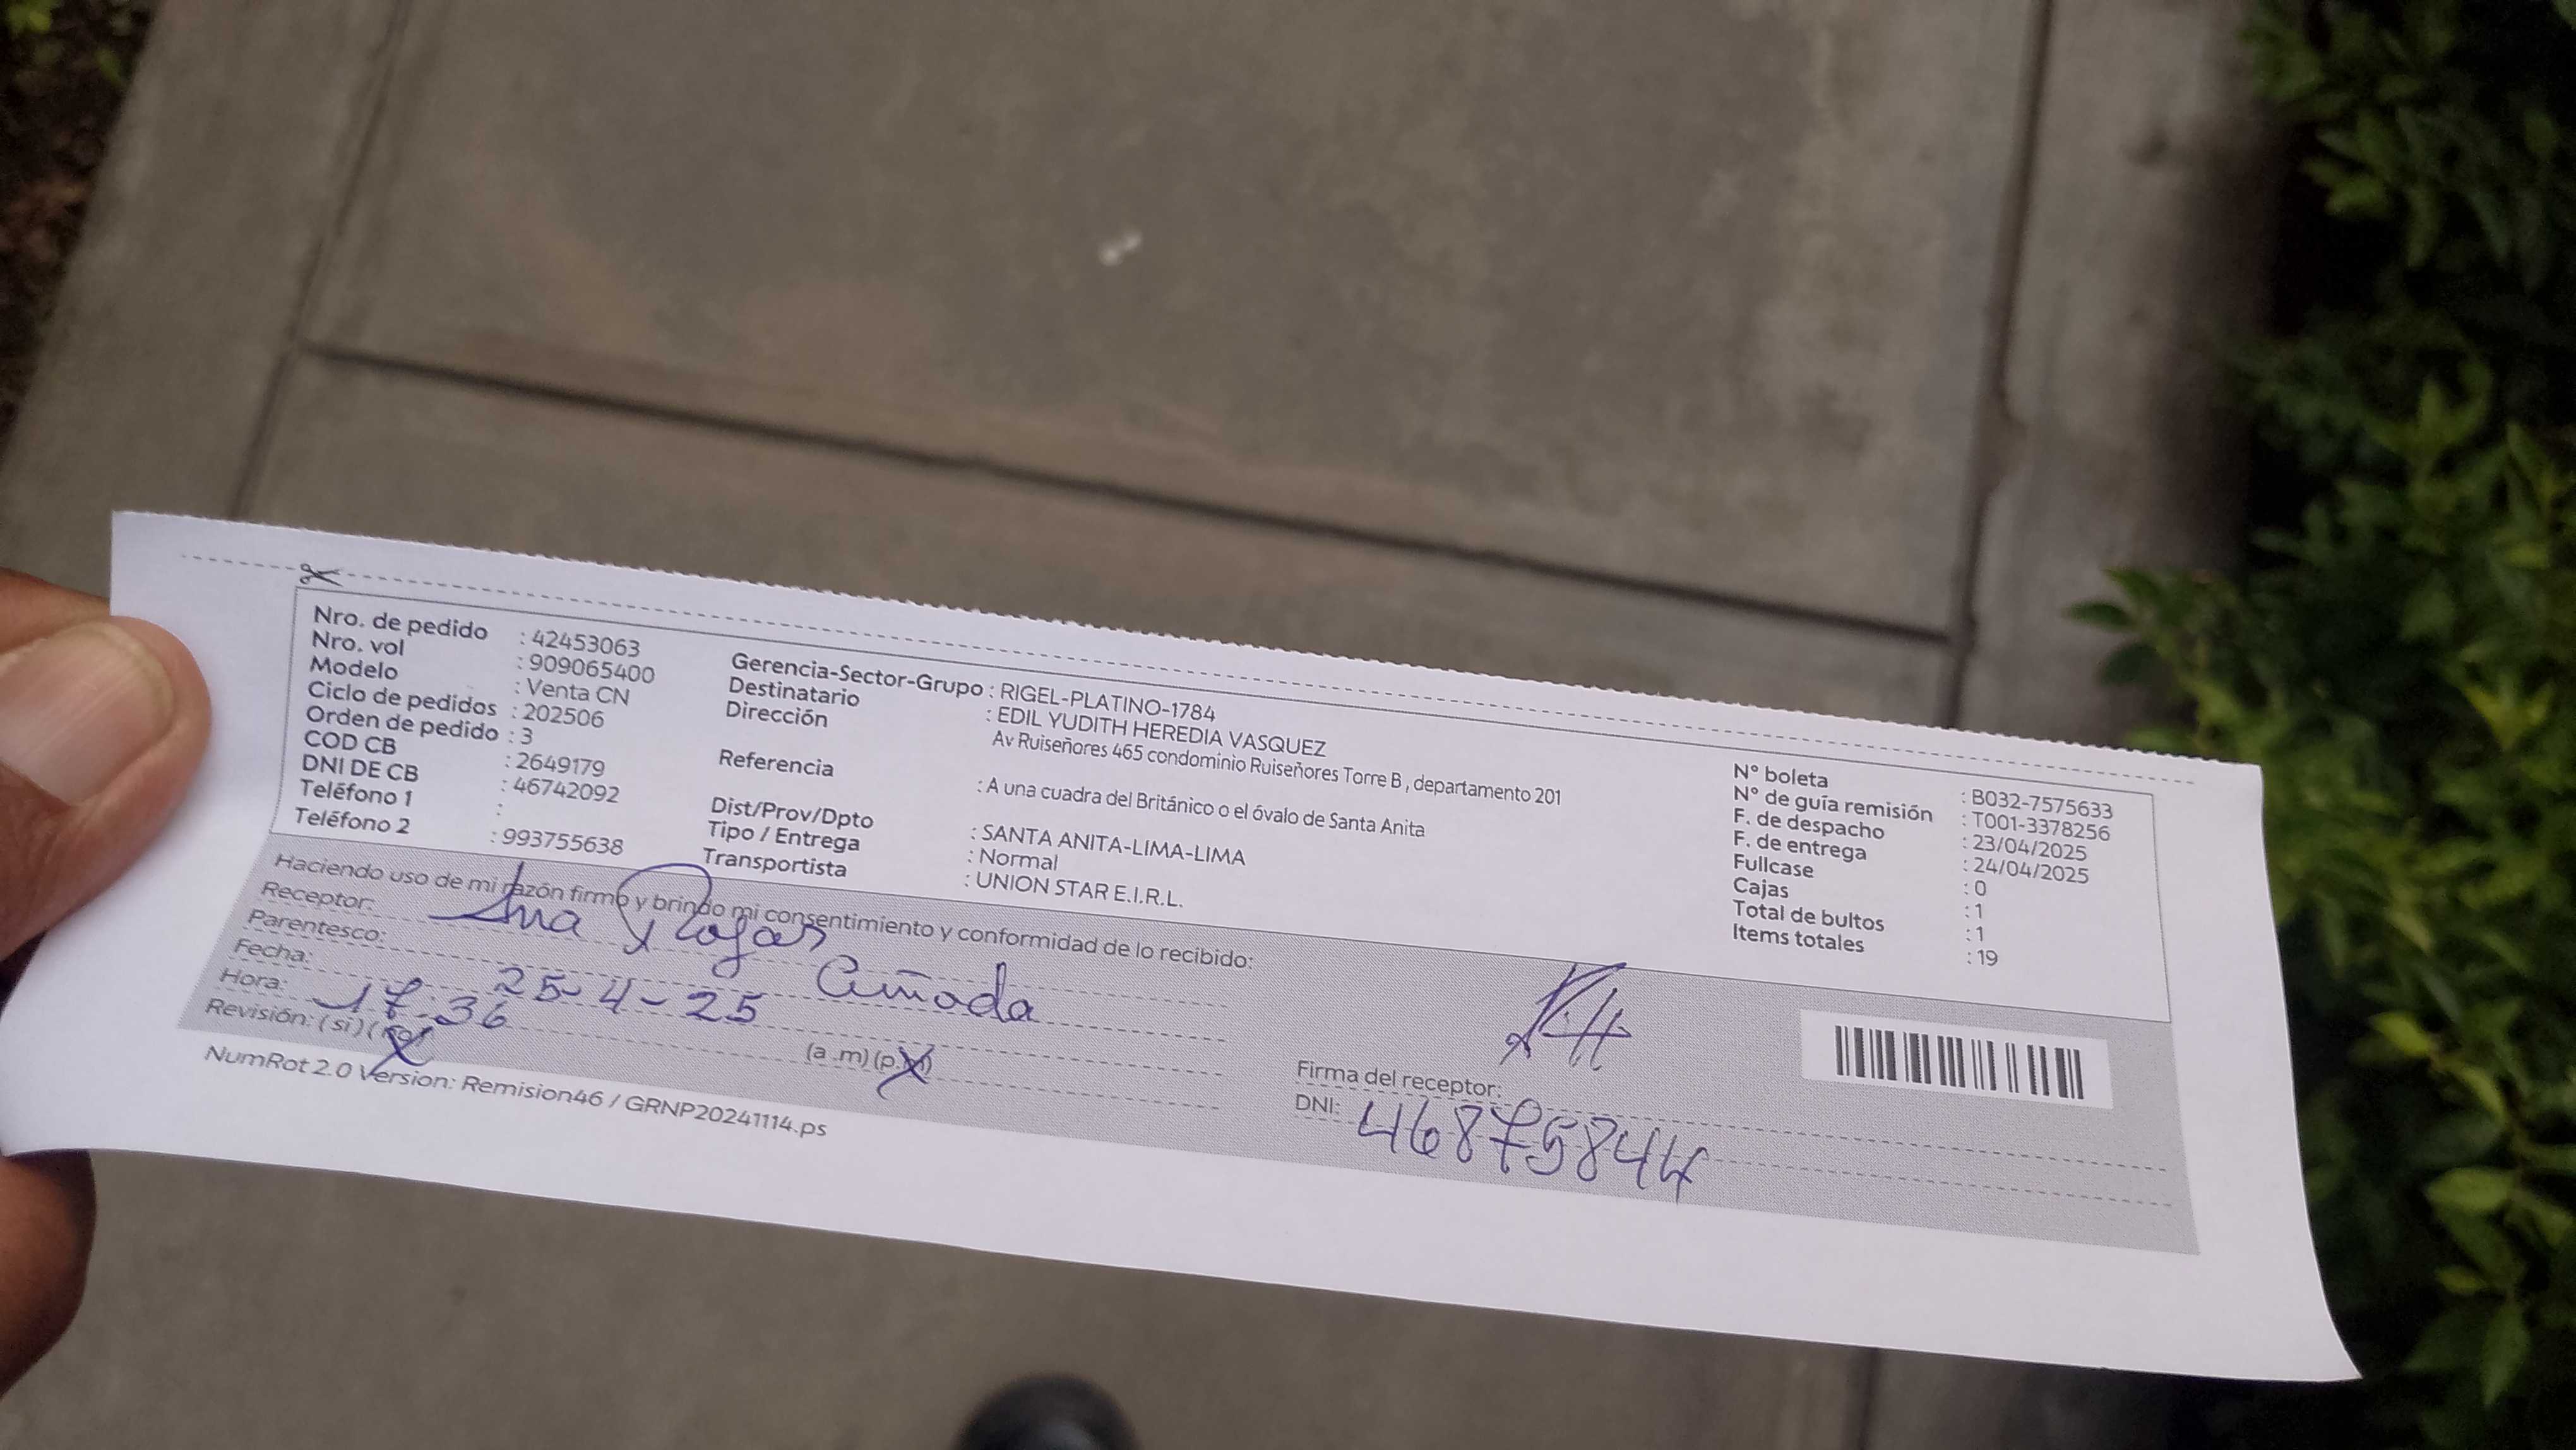 Nro. de pedido : 42453063
Nro. vol : 909065400
Modelo : Venta CN
Ciclo de pedidos : 202506
Orden de pedido : 3
COD CB : 2649179
DNI DE CB : 46742092
Teléfono 1 :
Teléfono 2 : 993755638
Gerencia-Sector-Grupo : RIGEL-PLATINO-1784
Destinatario : EDIL YUDITH HEREDIA VASQUEZ
Dirección Av Ruiseñores 465 condominio Ruiseñores Torre B , departamento 201
Referencia : A una cuadra del Británico o el óvalo de Santa Anita
Dist/Prov/Dpto : SANTA ANITA-LIMA-LIMA
Tipo / Entrega : Normal
Transportista : UNION STAR E.I.R.L.
N° boleta : B032-7575633
N° de guía remisión : T001-3378256
F. de despacho : 23/04/2025
F. de entrega : 24/04/2025
Fullcase : 0
Cajas : 1
Total de bultos : 1
Items totales : 19
Haciendo uso de mi razón firmo y brindo mi consentimiento y conformidad de lo recibido:
Receptor: Ana Rojas
Parentesco: Cuñada
Fecha: 25-4-25
Hora: 17:36 (a .m) (p.m)
Revisión: (si) (no)
Firma del receptor:
DNI: 46875844
NumRot 2.0 Version: Remision46 / GRNP20241114.ps